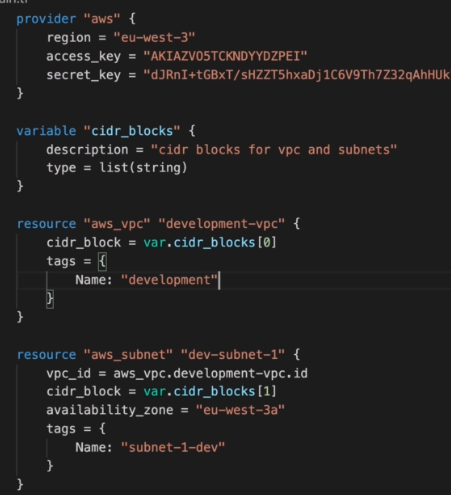 provider "aws" {
region = "eu-west-3"
access_key = "AKIAZVO5TCKNDYYDZPEI"
secret_key = "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
}
variable "cidr_blocks" {
description = "cidr blocks for vpc and subnets"
type = list(string)
}
resource "aws_vpc" "development-vpc" {
cidr_block = var.cidr_blocks[0]
tags = {
Name: "development"
}
}
resource "aws_subnet" "dev-subnet-1" {
vpc_id = aws_vpc.development-vpc.id
cidr_block = var.cidr_blocks[1]
availability_zone = "eu-west-3a"
tags = {
Name: "subnet-1-dev"
}
}